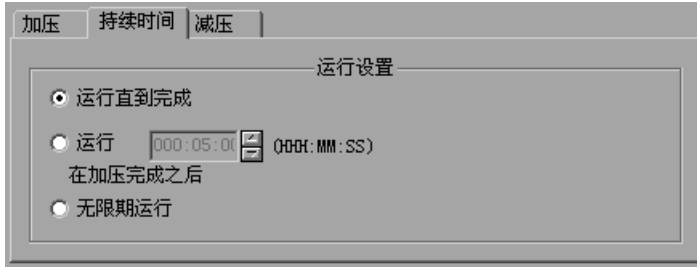 加压 持续时间 减压
运行设置
运行直到完成
运行 000:05:00 (HHH:MM:SS)
在加压完成之后
无限期运行